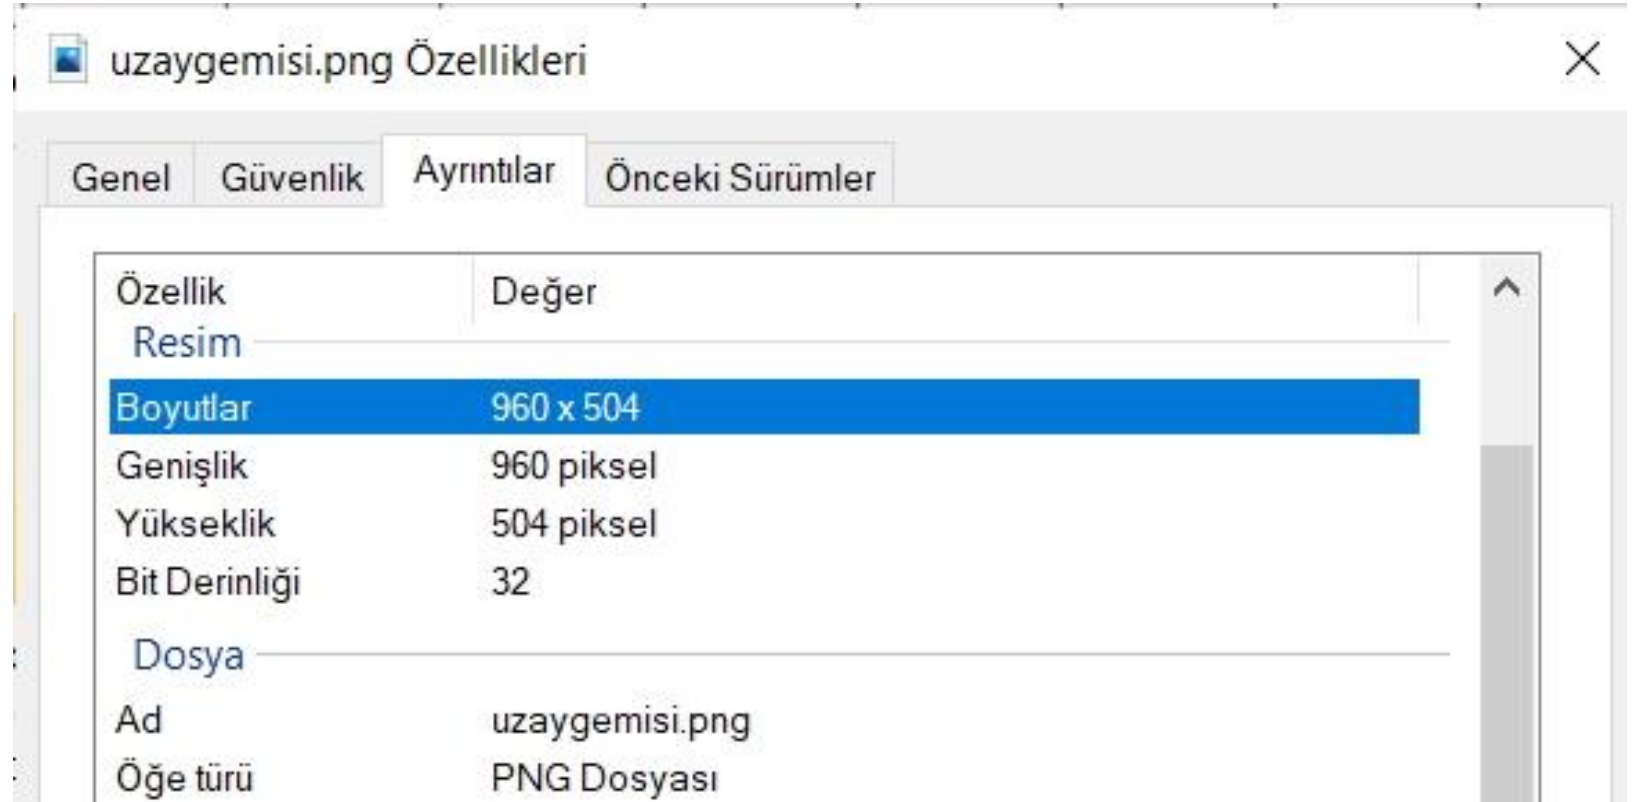 uzaygemisi.png Özellikleri
Genel Güvenlik Ayrıntılar Önceki Sürümler
Özellik Değer
Resim
Boyutlar 960 x 504
Genişlik 960 piksel
Yükseklik 504 piksel
Bit Derinliği 32
Dosya
Ad uzaygemisi.png
Öğe türü PNG Dosyası